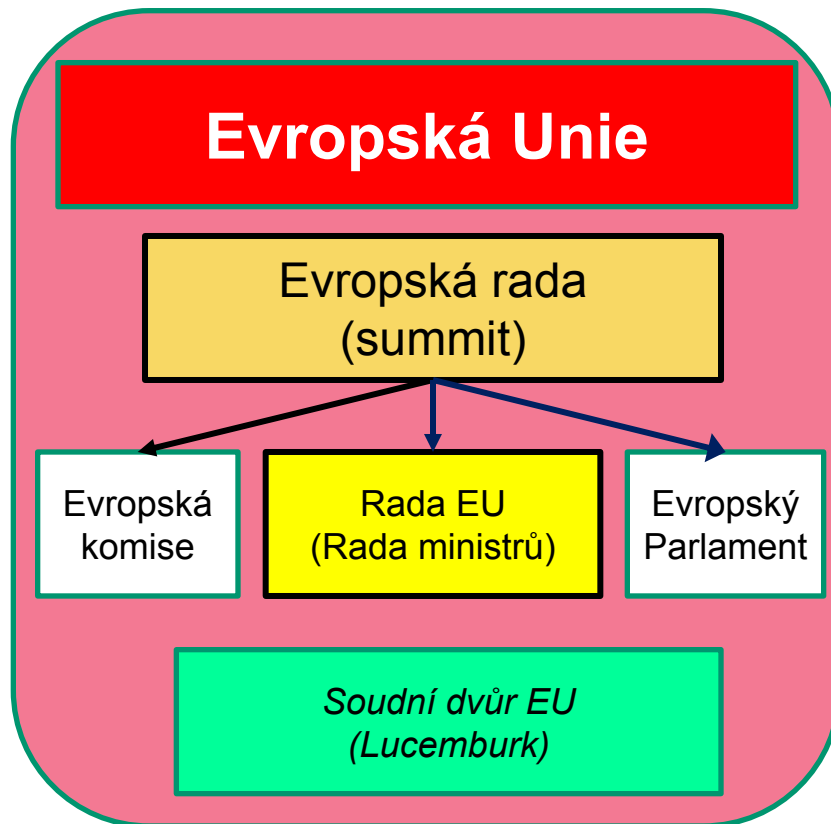 Evropská Unie
Evropská rada
(summit)
Evropská
komise
Rada EU
(Rada ministrů)
Evropský
Parlament
Soudní dvůr EU
(Lucemburk)